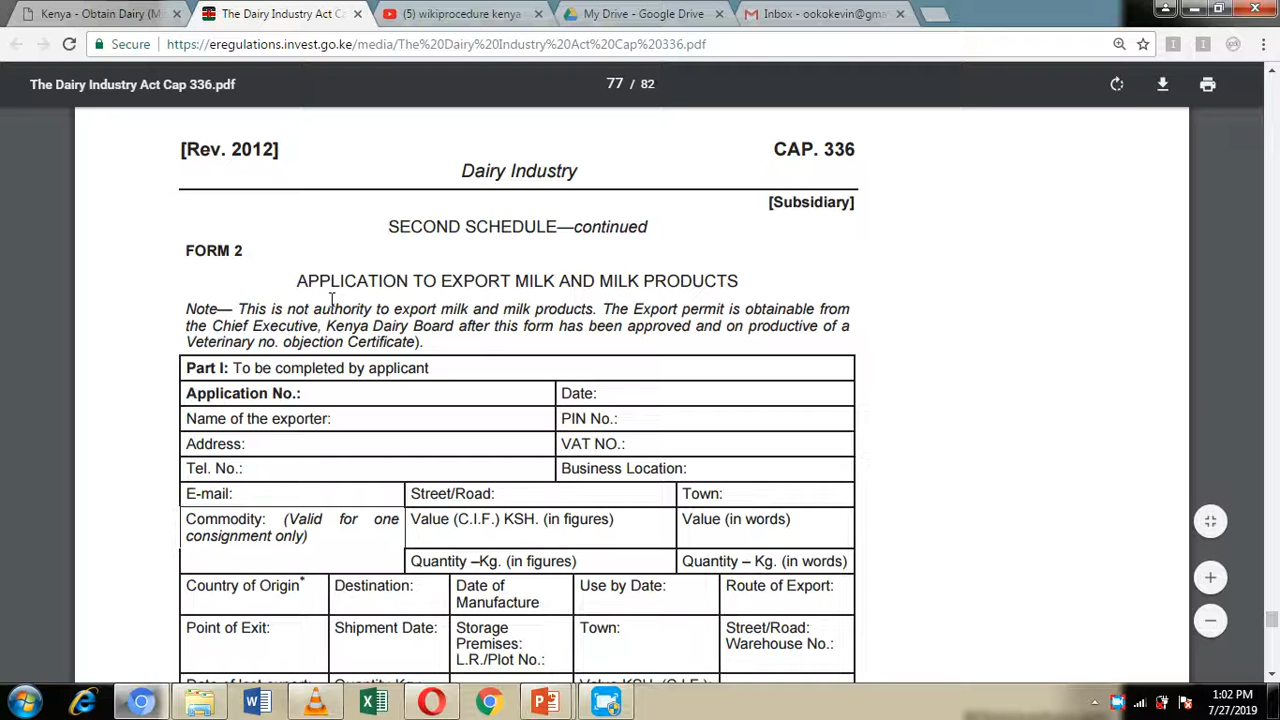 Kenya - Obtain Dairy (M
The Dairy Industry Act C
(5) wikiprocedure kenya
My Drive - Google Drive
Inbox - ookokevin@gma
Secure
https://eregulations.invest.go.ke/media/The%20Dairy%20Industry%20Act%20Cap%20336.pdf
The Dairy Industry Act Cap 336.pdf
77 / 82
[Rev. 2012]
CAP. 336
Dairy Industry
[Subsidiary]
SECOND SCHEDULE—continued
FORM 2
APPLICATION TO EXPORT MILK AND MILK PRODUCTS
Note— This is not authority to export milk and milk products. The Export permit is obtainable from
the Chief Executive, Kenya Dairy Board after this form has been approved and on productive of a
Veterinary no. objection Certificate).
Part I: To be completed by applicant
Application No.:
Date:
Name of the exporter:
PIN No.:
Address:
VAT NO.:
Tel. No.:
Business Location:
E-mail:
Street/Road:
Town:
Commodity: (Valid for one
consignment only)
Value (C.I.F.) KSH. (in figures)
Value (in words)
Quantity –Kg. (in figures)
Quantity – Kg. (in words)
Country of Origin*
Destination:
Date of
Manufacture
Use by Date:
Route of Export:
Point of Exit:
Shipment Date:
Storage
Premises:
L.R./Plot No.:
Town:
Street/Road:
Warehouse No.:
1:02 PM
7/27/2019